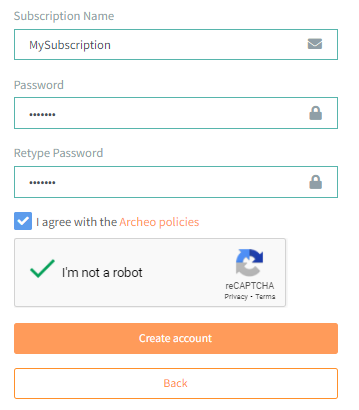 Subscription Name
MySubscription
Password
•••••••
Retype Password
•••••••
I agree with the Archeo policies
I'm not a robot
reCAPTCHA
Privacy • Terms
Create account
Back